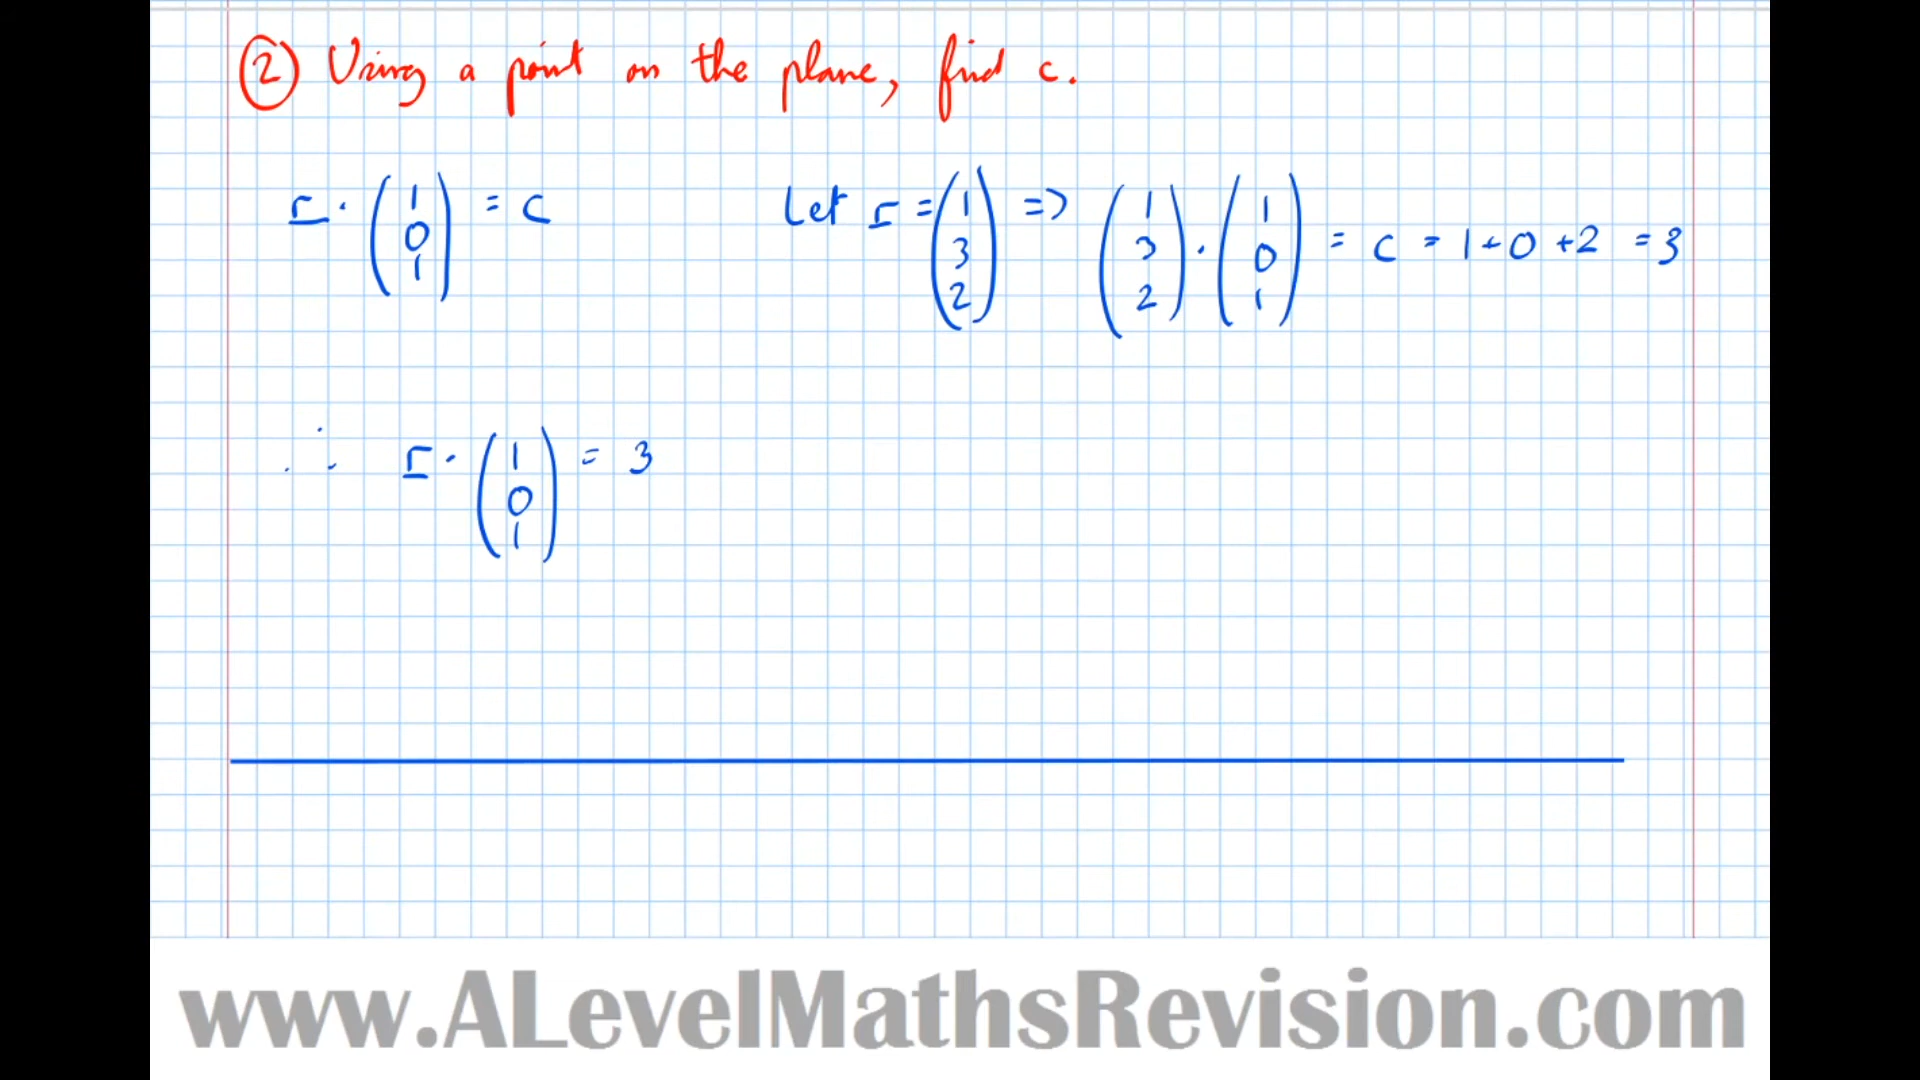 ② Using a point on the plane, find c.
r · (1 0 1) = c    Let r = (1 3 2) => (1 3 2) · (1 0 1) = c = 1 + 0 + 2 = 3
∴ r · (1 0 1) = 3
www.ALevelMathsRevision.com